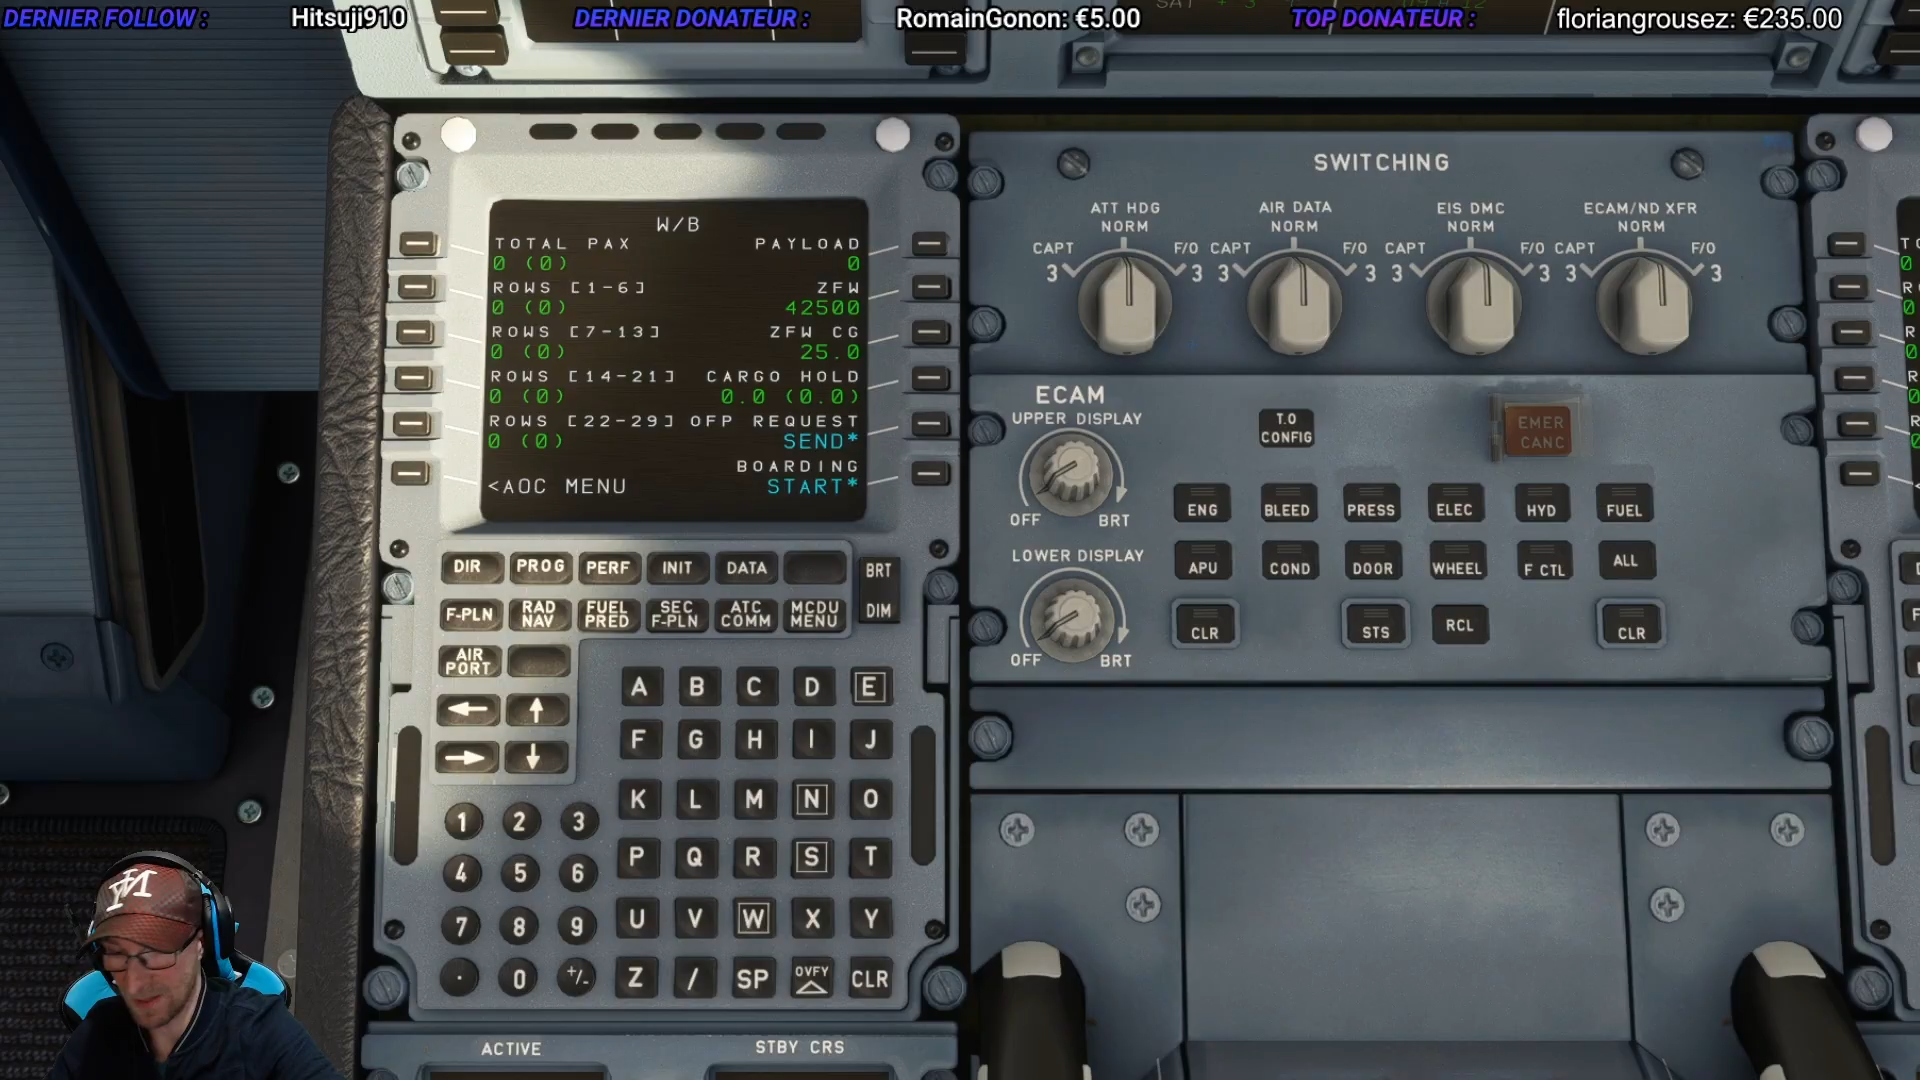 DERNIER FOLLOW : Hitsuji910 DERNIER DONATEUR : RomainGonon: €5.00 TOP DONATEUR : floriangrousez: €235.00
W/B
TOTAL PAX PAYLOAD
0 (0) 0
ROWS [1-6] ZFW
0 (0) 42500
ROWS [7-13] ZFW CG
0 (0) 25.0
ROWS [14-21] CARGO HOLD
0 (0) 0.0 (0.0)
ROWS [22-29] OFP REQUEST
0 (0) SEND*
BOARDING
<AOC MENU START*
DIR PROG PERF INIT DATA
BRT
DIM
F-PLN RAD NAV FUEL PRED SEC F-PLN ATC COMM MCDU MENU
AIR PORT
← ↑
→ ↓
A B C D E
F G H I J
K L M N O
P Q R S T
U V W X Y
Z / SP OVFY CLR
1 2 3
4 5 6
7 8 9
. 0 +/-
ACTIVE STBY CRS
SWITCHING
ATT HDG AIR DATA EIS DMC ECAM/ND XFR
NORM NORM NORM NORM
CAPT F/O CAPT F/O CAPT F/O CAPT F/O
3 3 3 3 3 3 3 3
ECAM
UPPER DISPLAY
OFF BRT
LOWER DISPLAY
OFF BRT
T.O
CONFIG
EMER
CANC
ENG BLEED PRESS ELEC HYD FUEL
APU COND DOOR WHEEL F CTL ALL
CLR STS RCL CLR